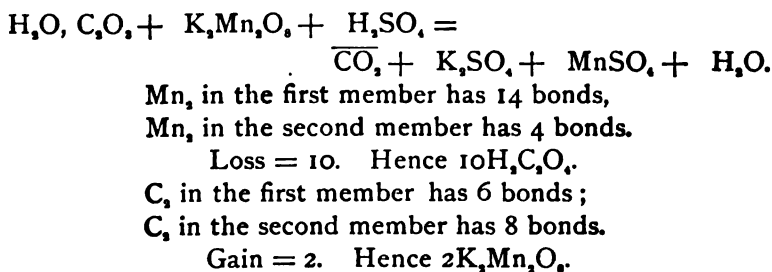 H₂O, C₂O₃ + K₂Mn₂O₈ + H₂SO₄ =
C̅O̅₂̅ + K₂SO₄ + MnSO₄ + H₂O.
Mn₂ in the first member has 14 bonds,
Mn₂ in the second member has 4 bonds.
Loss = 10. Hence 10H₂C₂O₄.
C₂ in the first member has 6 bonds;
C₂ in the second member has 8 bonds.
Gain = 2. Hence 2K₂Mn₂O₈.